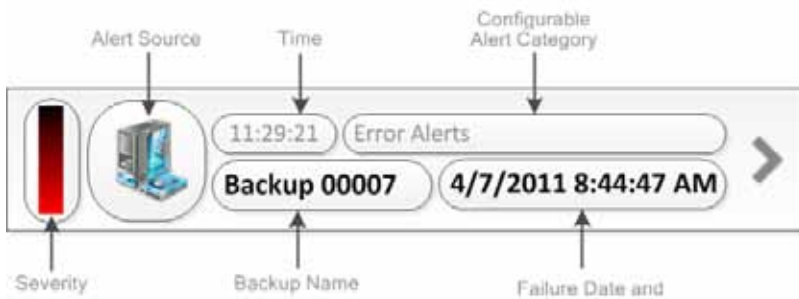 Configurable
Alert Source Time Alert Category
11:29:21 Error Alerts
Backup 00007 4/7/2011 8:44:47 AM
Severity Backup Name Failure Date and